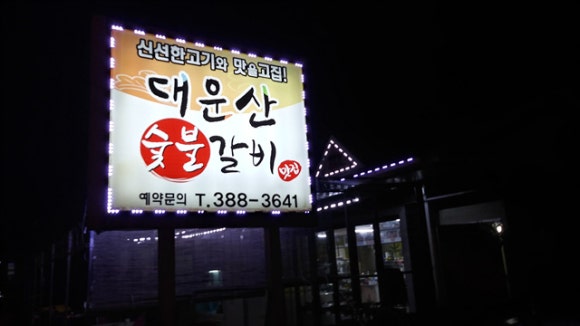 신선한고기와 맛을고집!
대운산
숯불갈비 맛집
예약문의 T.388-3641